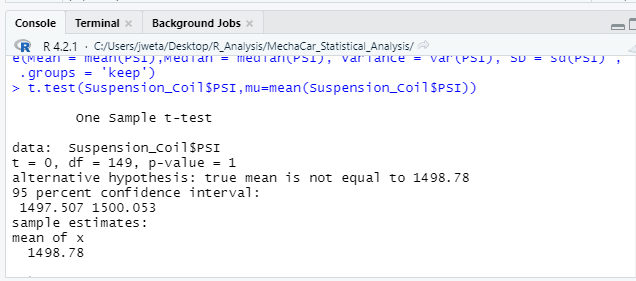 Console Terminal × Background Jobs ×
R 4.2.1 · C:/Users/jweta/Desktop/R_Analysis/MechaCar_Statistical_Analysis/
e(Mean = mean(PSI),Median = median(PSI), Variance = var(PSI), SD = sd(PSI) ,
.groups = 'keep')
> t.test(Suspension_Coil$PSI,mu=mean(Suspension_Coil$PSI))
One Sample t-test
data:  Suspension_Coil$PSI
t = 0, df = 149, p-value = 1
alternative hypothesis: true mean is not equal to 1498.78
95 percent confidence interval:
1497.507 1500.053
sample estimates:
mean of x
1498.78